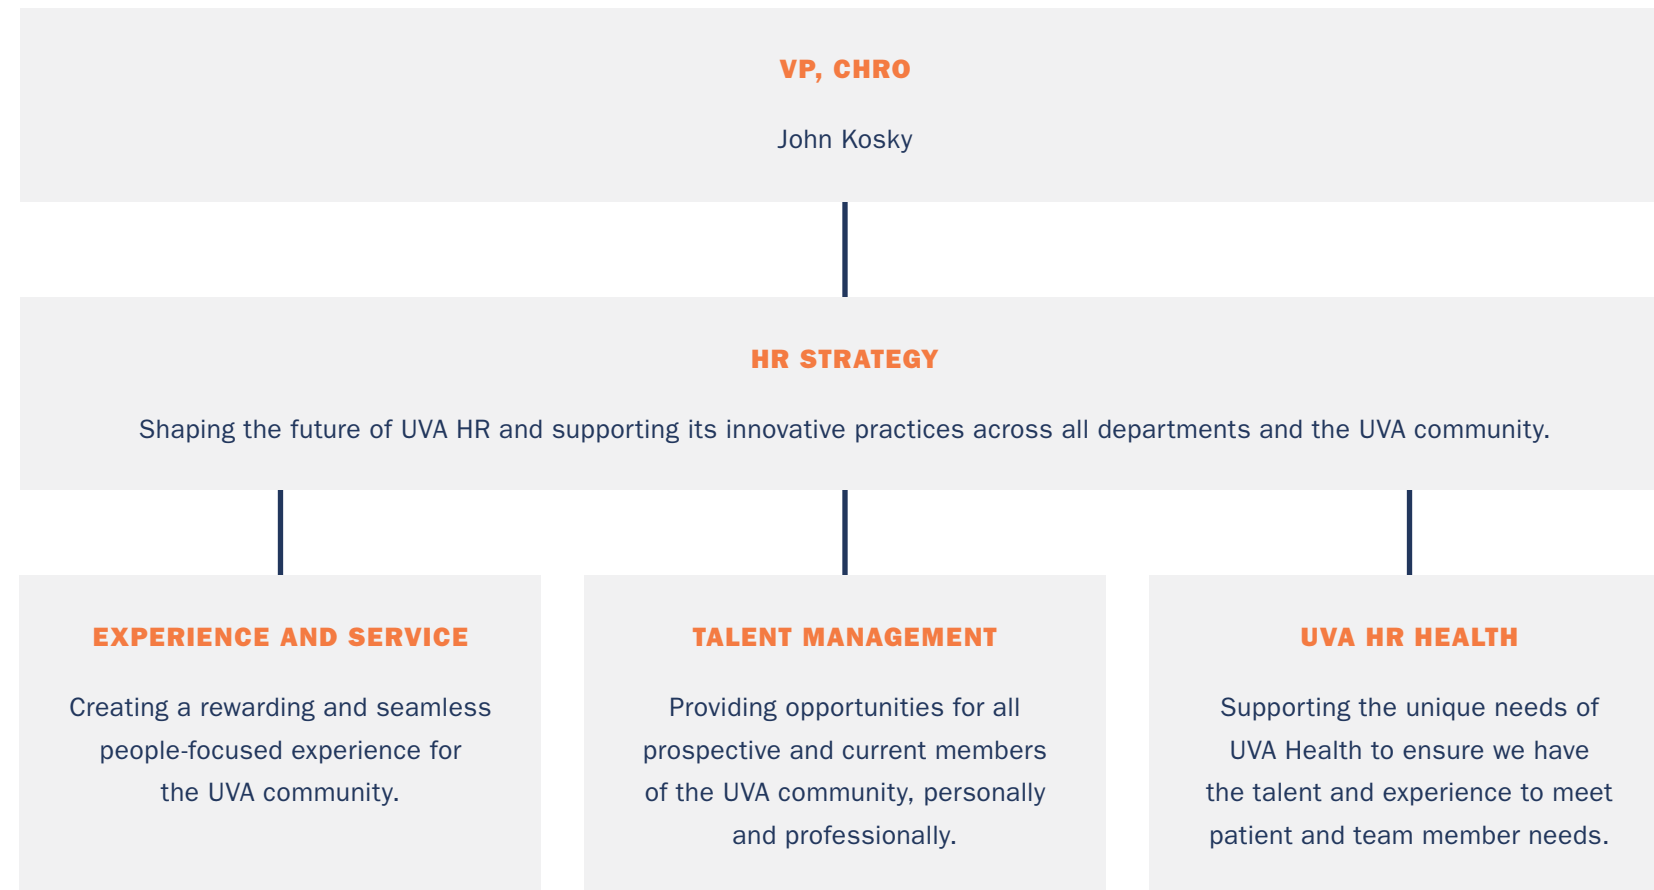 VP, CHRO
John Kosky
HR STRATEGY
Shaping the future of UVA HR and supporting its innovative practices across all departments and the UVA community.
EXPERIENCE AND SERVICE
Creating a rewarding and seamless
people-focused experience for
the UVA community.
TALENT MANAGEMENT
Providing opportunities for all
prospective and current members
of the UVA community, personally
and professionally.
UVA HR HEALTH
Supporting the unique needs of
UVA Health to ensure we have
the talent and experience to meet
patient and team member needs.